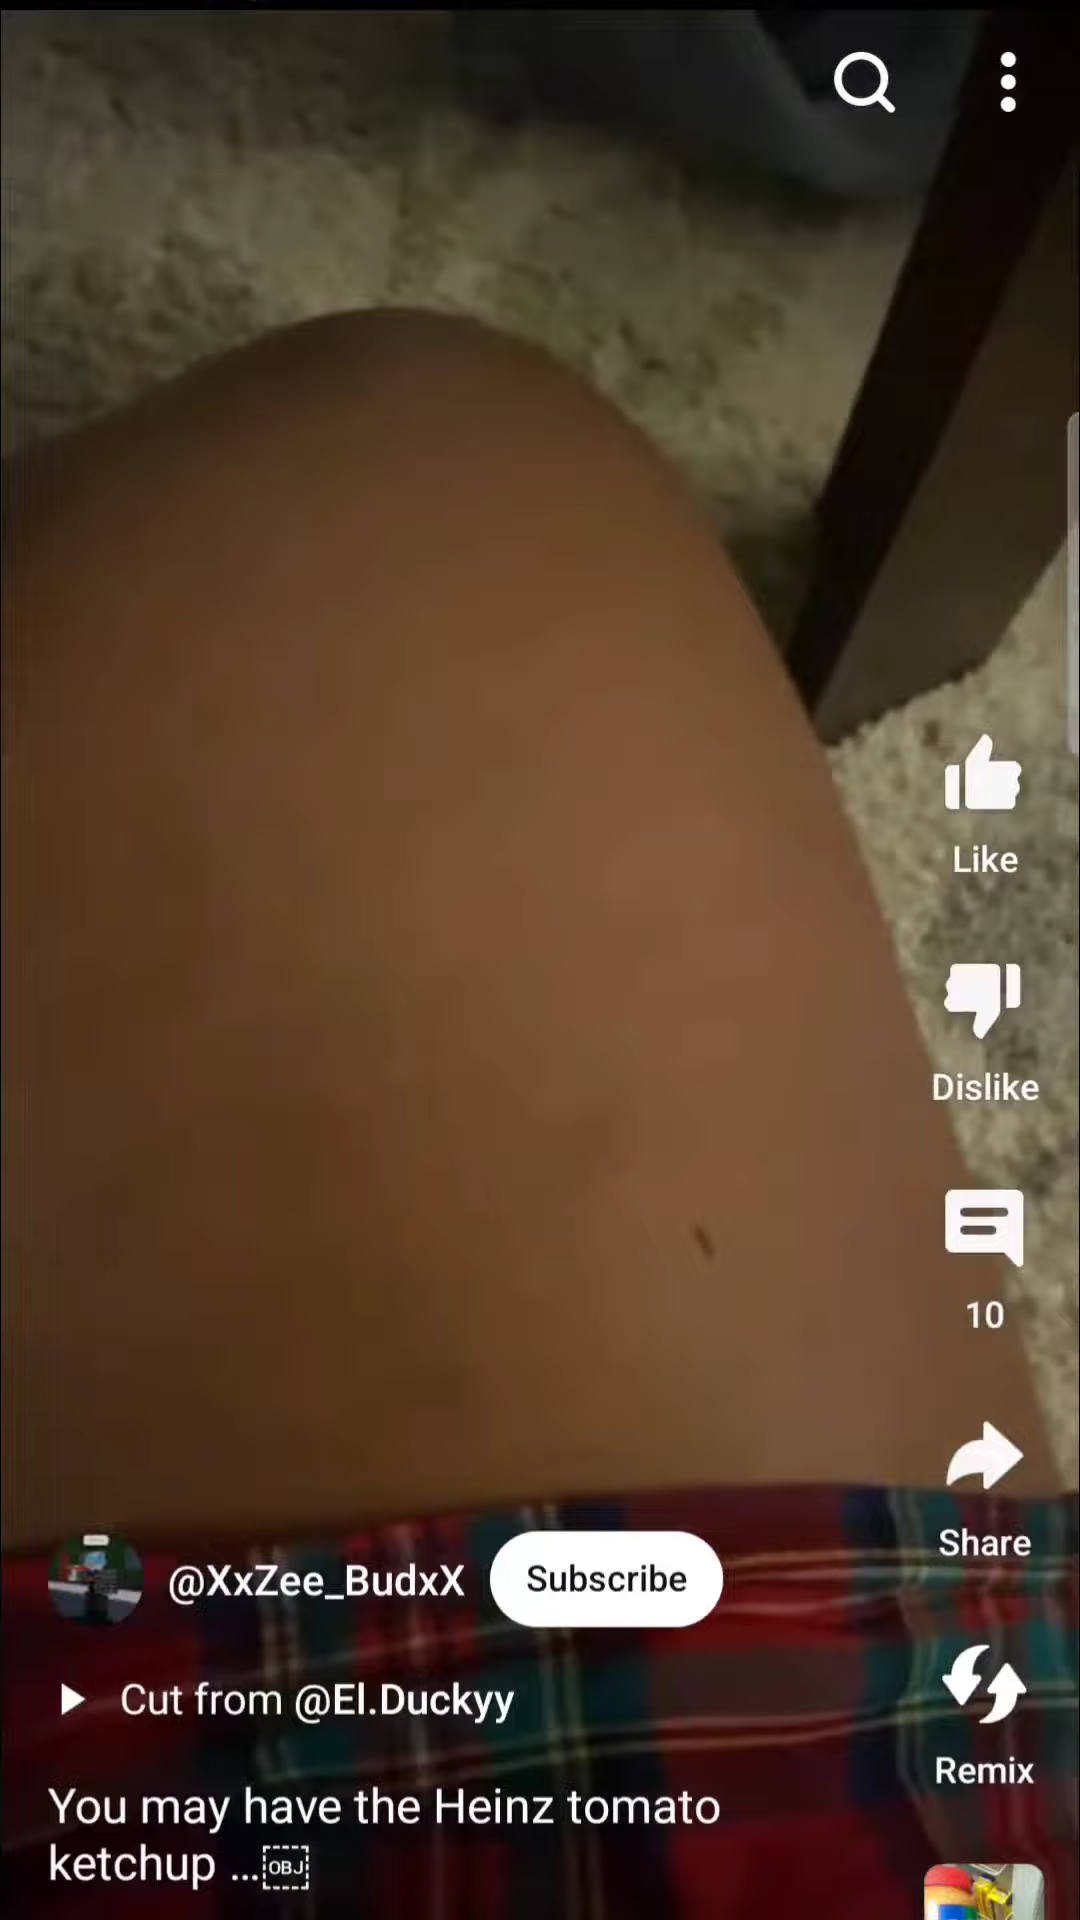 Like
Dislike
10
Share
@XxZee_BudxX Subscribe
Cut from @El.Duckyy
Remix
You may have the Heinz tomato
ketchup ...